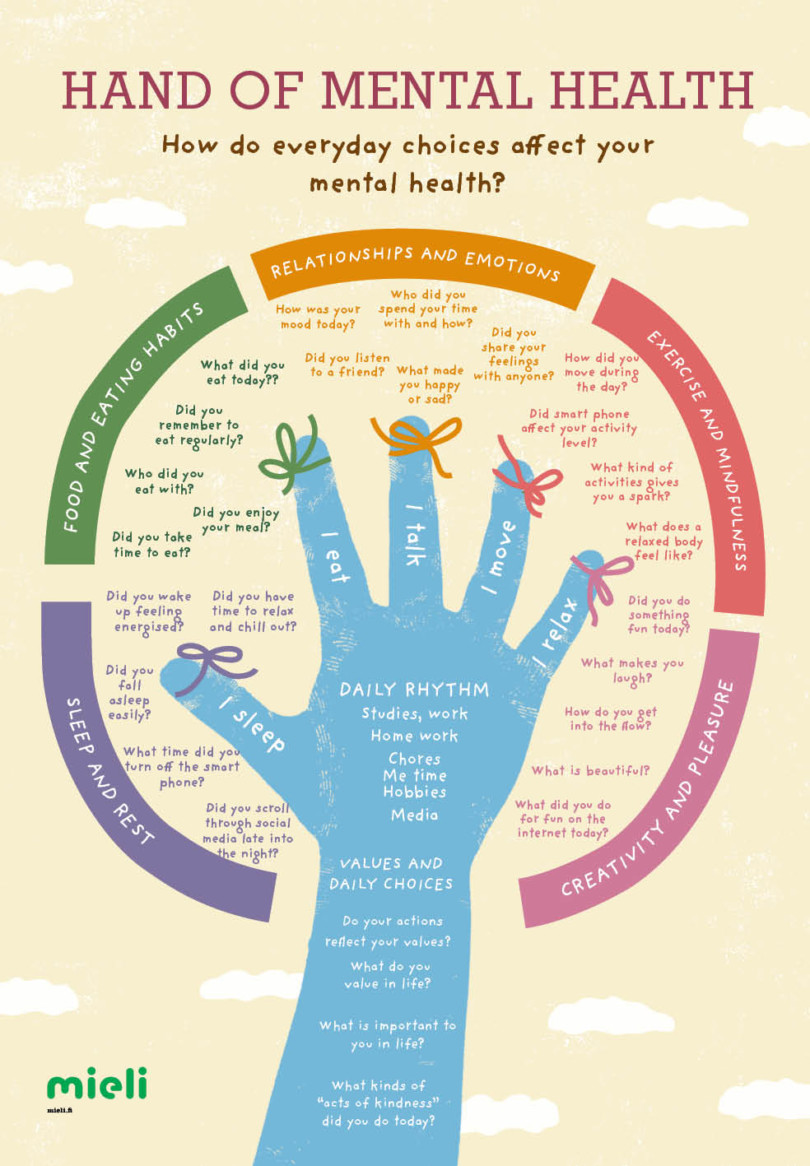 HAND OF MENTAL HEALTH
How do everyday choices affect your
mental health?
RELATIONSHIPS AND EMOTIONS
How was your
mood today?
Who did you
spend your time
with and how?
Did you listen
to a friend?
What made
you happy
or sad?
Did you
share your
feelings
with anyone?
FOOD AND EATING HABITS
What did you
eat today??
Did you
remember to
eat regularly?
Who did you
eat with?
Did you enjoy
your meal?
Did you take
time to eat?
EXERCISE AND MINDFULNESS
How did you
move during
the day?
Did smart phone
affect your activity
level?
What kind of
activities gives
you a spark?
What does a
relaxed body
feel like?
I eat
I talk
I move
I relax
I sleep
SLEEP AND REST
Did you wake
up feeling
energised?
Did you have
time to relax
and chill out?
Did you
fall
asleep
easily?
What time did you
turn off the smart
phone?
Did you scroll
through social
media late into
the night?
CREATIVITY AND PLEASURE
Did you do
something
fun today?
What makes you
laugh?
How do you get
into the flow?
What is beautiful?
What did you do
for fun on the
internet today?
DAILY RHYTHM
Studies, work
Home work
Chores
Me time
Hobbies
Media
VALUES AND
DAILY CHOICES
Do your actions
reflect your values?
What do you
value in life?
What is important to
you in life?
What kinds of
“acts of kindness”
did you do today?
mieli
mieli.fi